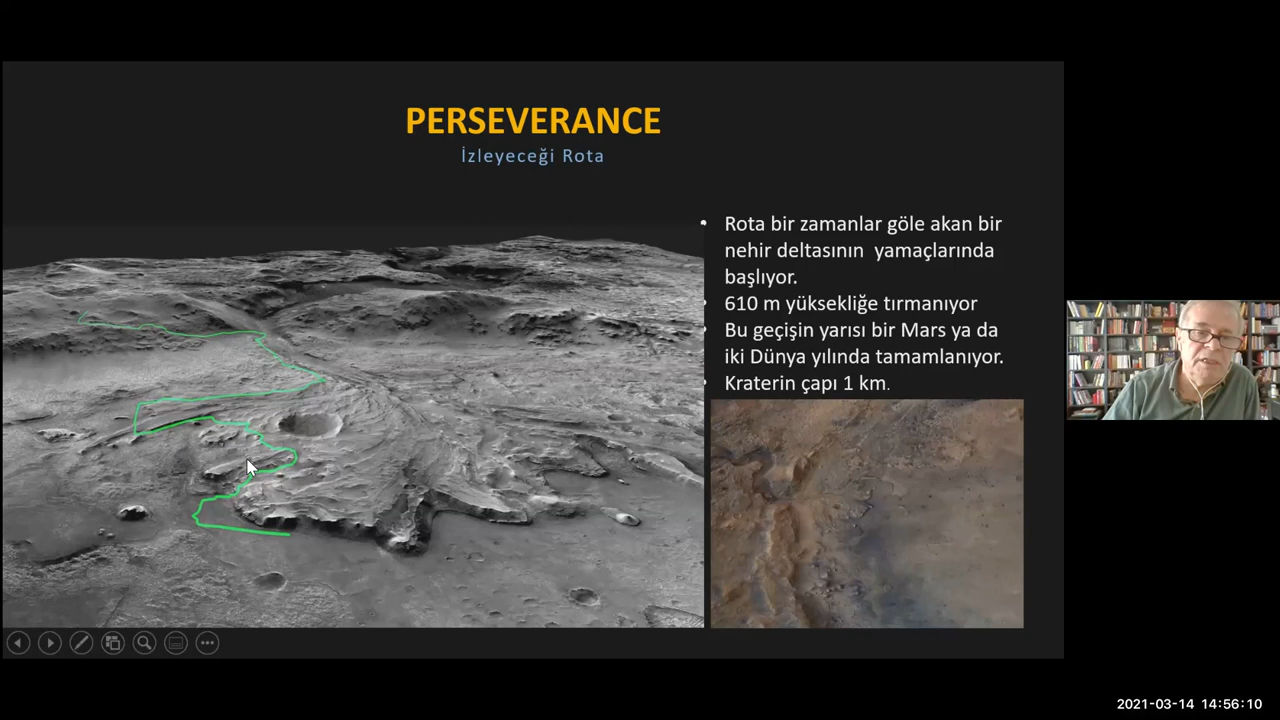 PERSEVERANCE
İzleyeceği Rota
• Rota bir zamanlar göle akan bir
nehir deltasının yamaçlarında
başlıyor.
• 610 m yüksekliğe tırmanıyor
• Bu geçişin yarısı bir Mars ya da
iki Dünya yılında tamamlanıyor.
• Kraterin çapı 1 km.
2021-03-14 14:56:10